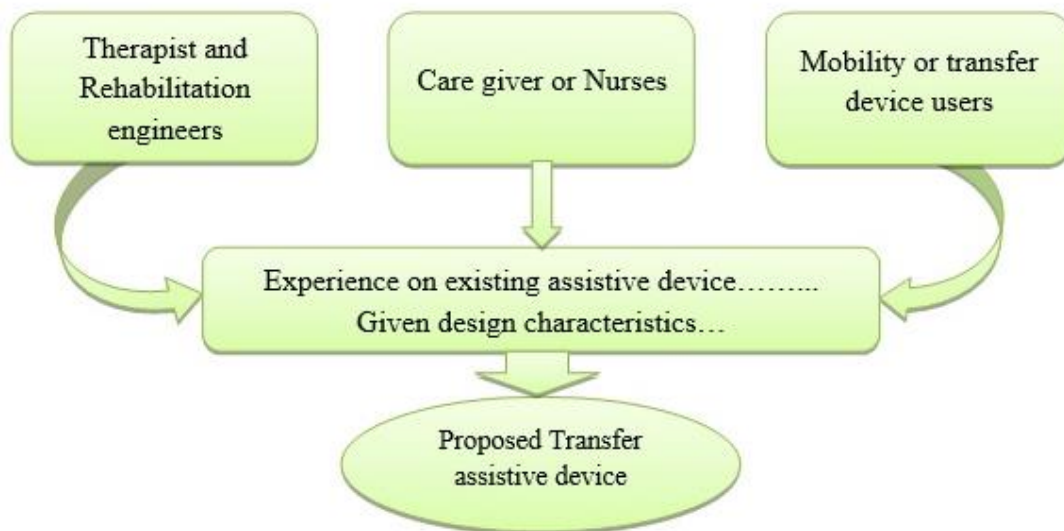 Therapist and
Rehabilitation
engineers
Care giver or Nurses
Mobility or transfer
device users
Experience on existing assistive device……...
Given design characteristics…
Proposed Transfer
assistive device